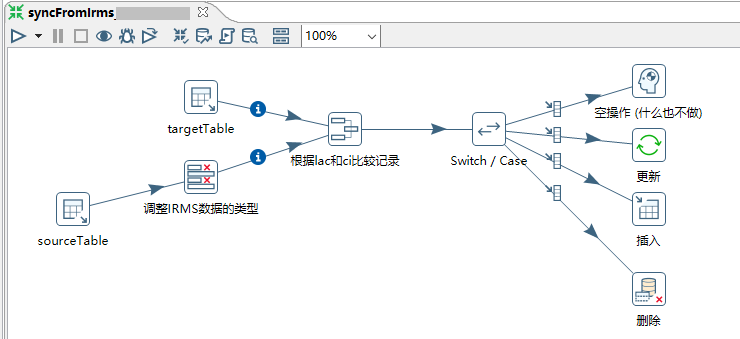 syncFromIrms_
100%
targetTable
根据lac和ci比较记录
Switch / Case
空操作 (什么也不做)
更新
调整IRMS数据的类型
sourceTable
插入
删除